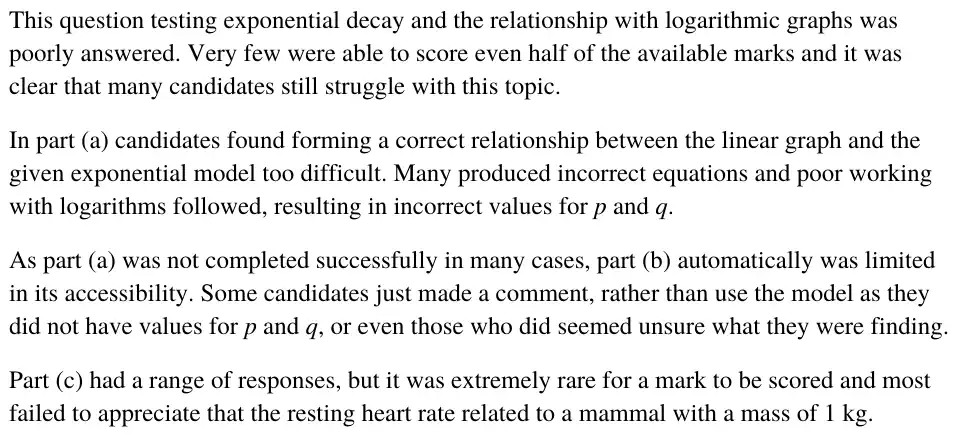 This question testing exponential decay and the relationship with logarithmic graphs was
poorly answered. Very few were able to score even half of the available marks and it was
clear that many candidates still struggle with this topic.
In part (a) candidates found forming a correct relationship between the linear graph and the
given exponential model too difficult. Many produced incorrect equations and poor working
with logarithms followed, resulting in incorrect values for p and q.
As part (a) was not completed successfully in many cases, part (b) automatically was limited
in its accessibility. Some candidates just made a comment, rather than use the model as they
did not have values for p and q, or even those who did seemed unsure what they were finding.
Part (c) had a range of responses, but it was extremely rare for a mark to be scored and most
failed to appreciate that the resting heart rate related to a mammal with a mass of 1 kg.